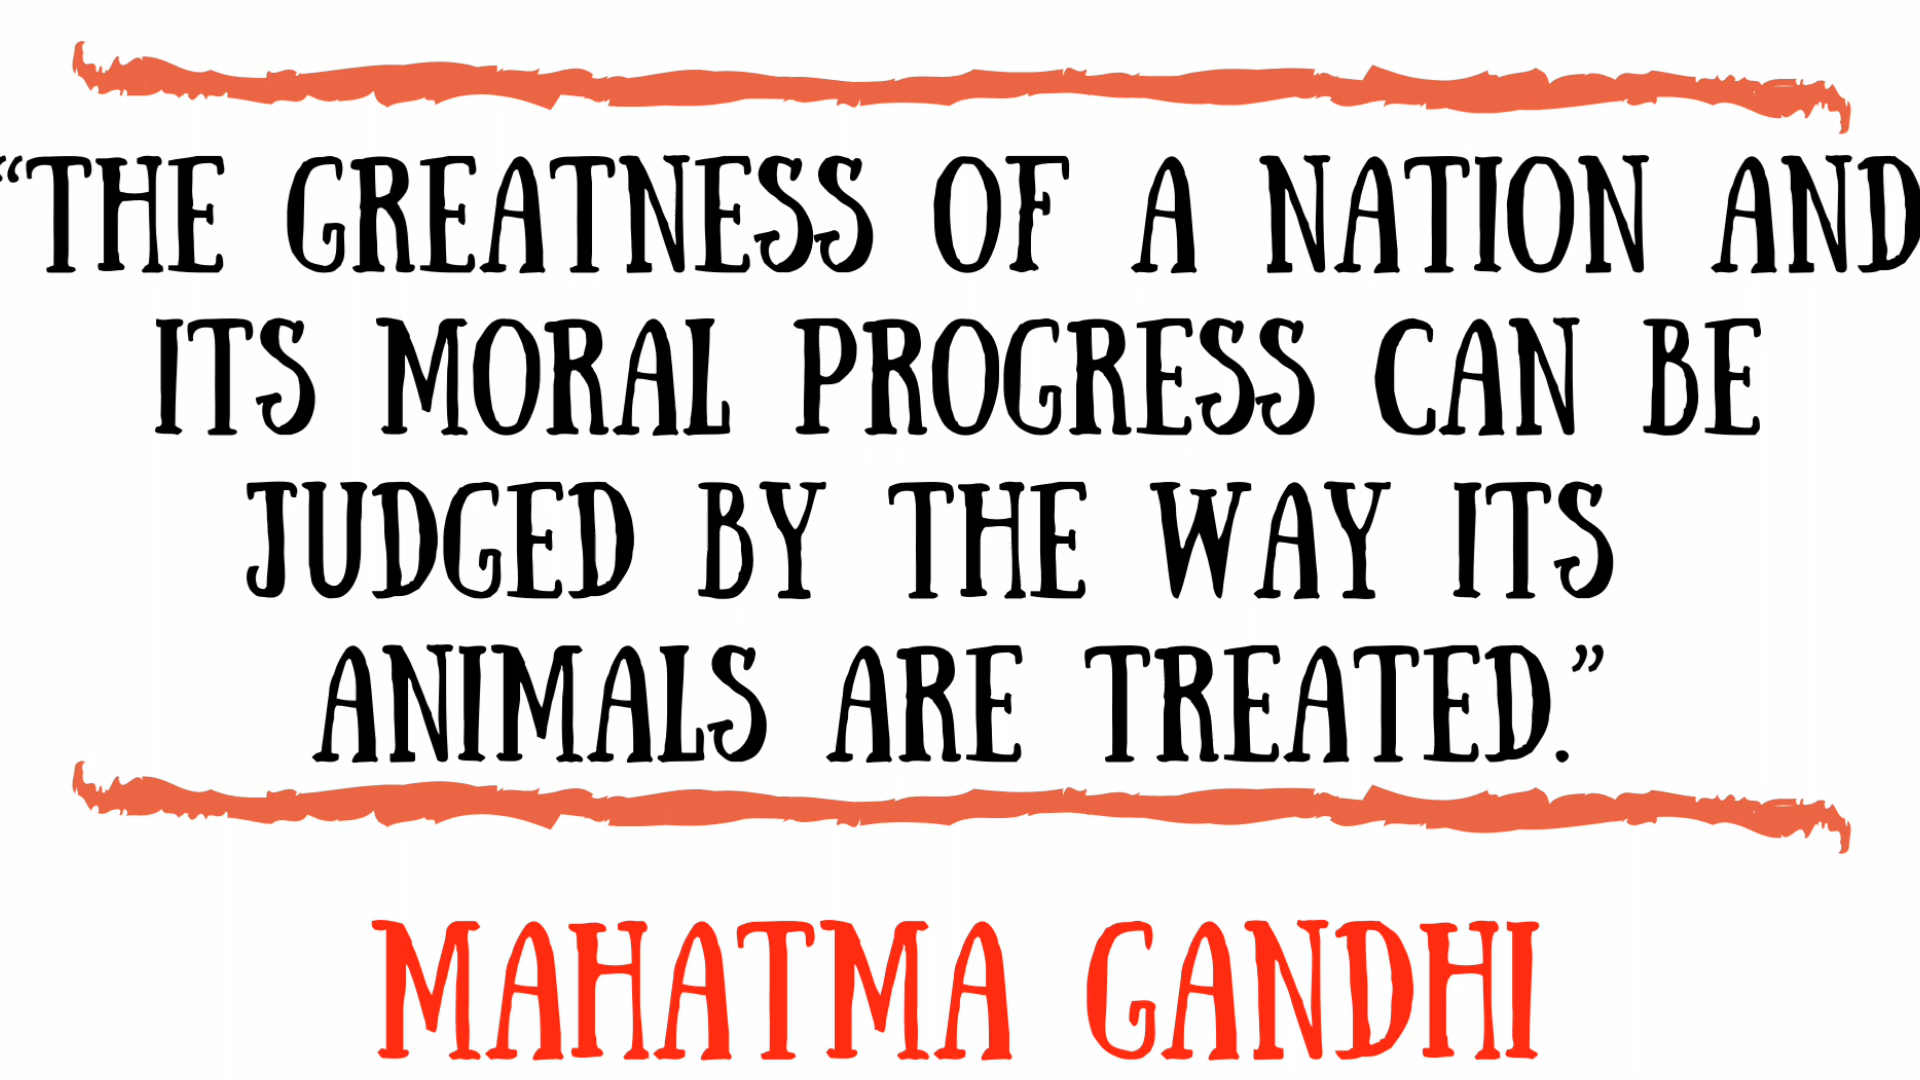 “THE GREATNESS OF A NATION AND
ITS MORAL PROGRESS CAN BE
JUDGED BY THE WAY ITS
ANIMALS ARE TREATED.”
MAHATMA GANDHI